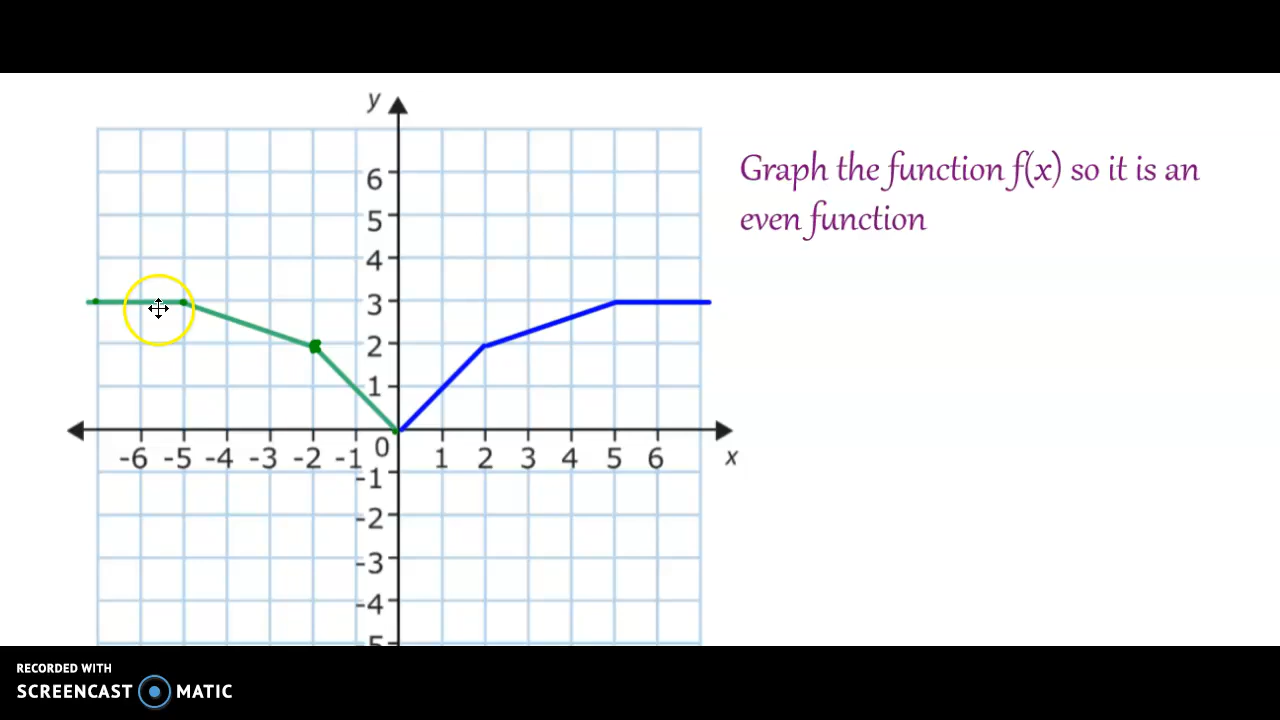 y
Graph the function f(x) so it is an
even function
6
5
4
3
2
1
-6 -5 -4 -3 -2 -1 0 1 2 3 4 5 6 x
-1
-2
-3
-4
-5
RECORDED WITH
SCREENCAST MATIC